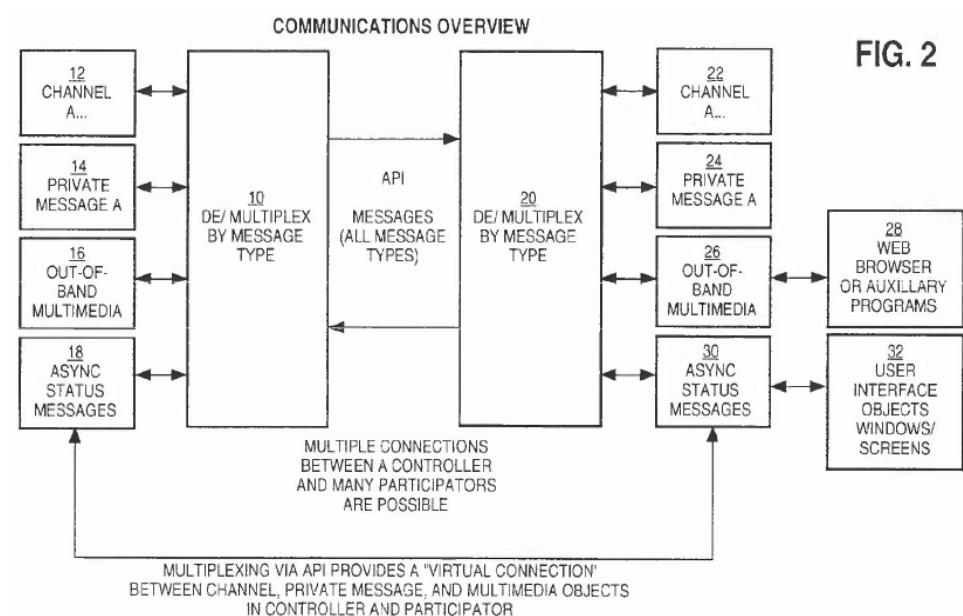 COMMUNICATIONS OVERVIEW
FIG. 2
12
CHANNEL
A...
14
PRIVATE
MESSAGE A
16
OUT-OF-
BAND
MULTIMEDIA
18
ASYNC
STATUS
MESSAGES
10
DE/ MULTIPLEX
BY MESSAGE
TYPE
API
MESSAGES
(ALL MESSAGE
TYPES)
20
DE/ MULTIPLEX
BY MESSAGE
TYPE
22
CHANNEL
A...
24
PRIVATE
MESSAGE A
26
OUT-OF-
BAND
MULTIMEDIA
30
ASYNC
STATUS
MESSAGES
28
WEB
BROWSER
OR AUXILLARY
PROGRAMS
32
USER
INTERFACE
OBJECTS
WINDOWS/
SCREENS
MULTIPLE CONNECTIONS
BETWEEN A CONTROLLER
AND MANY PARTICIPATORS
ARE POSSIBLE
MULTIPLEXING VIA API PROVIDES A "VIRTUAL CONNECTION"
BETWEEN CHANNEL, PRIVATE MESSAGE, AND MULTIMEDIA OBJECTS
IN CONTROLLER AND PARTICIPATOR